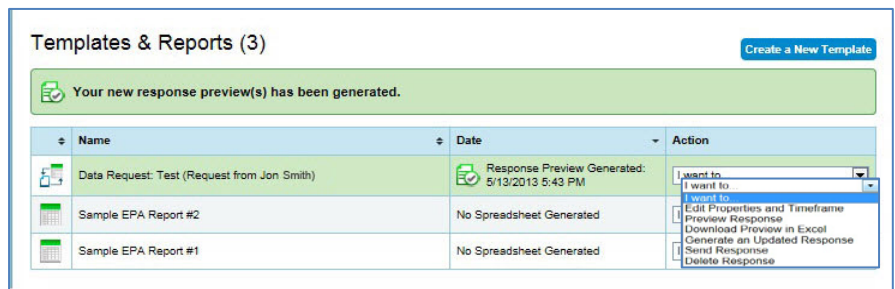 Templates & Reports (3)
Create a New Template
Your new response preview(s) has been generated.
Name
Date
Action
Data Request: Test (Request from Jon Smith)
Response Preview Generated:
5/13/2013 5:43 PM
I want to...
I want to...
I want to...
Edit Properties and Timeframe
Preview Response
Download Preview in Excel
Generate an Updated Response
Send Response
Delete Response
Sample EPA Report #2
No Spreadsheet Generated
Sample EPA Report #1
No Spreadsheet Generated